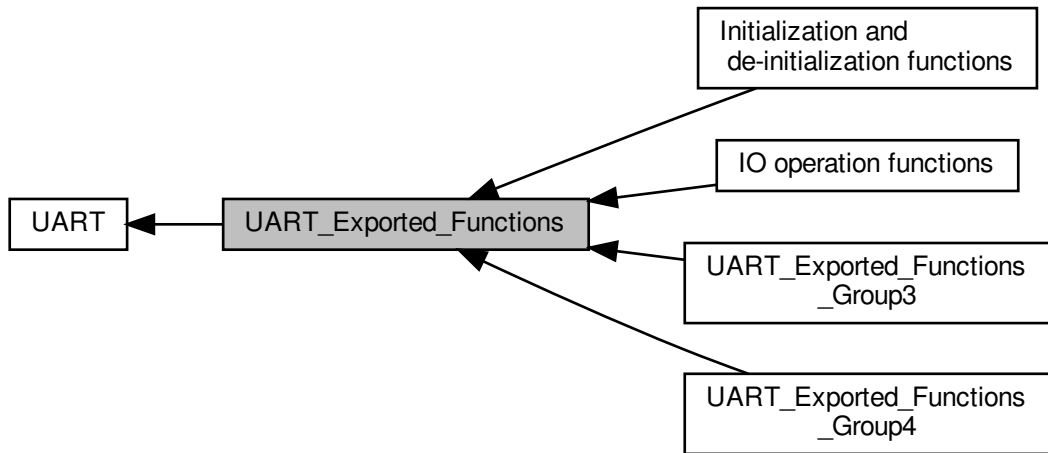 Initialization and
de-initialization functions
IO operation functions
UART
UART_Exported_Functions
UART_Exported_Functions
_Group3
UART_Exported_Functions
_Group4